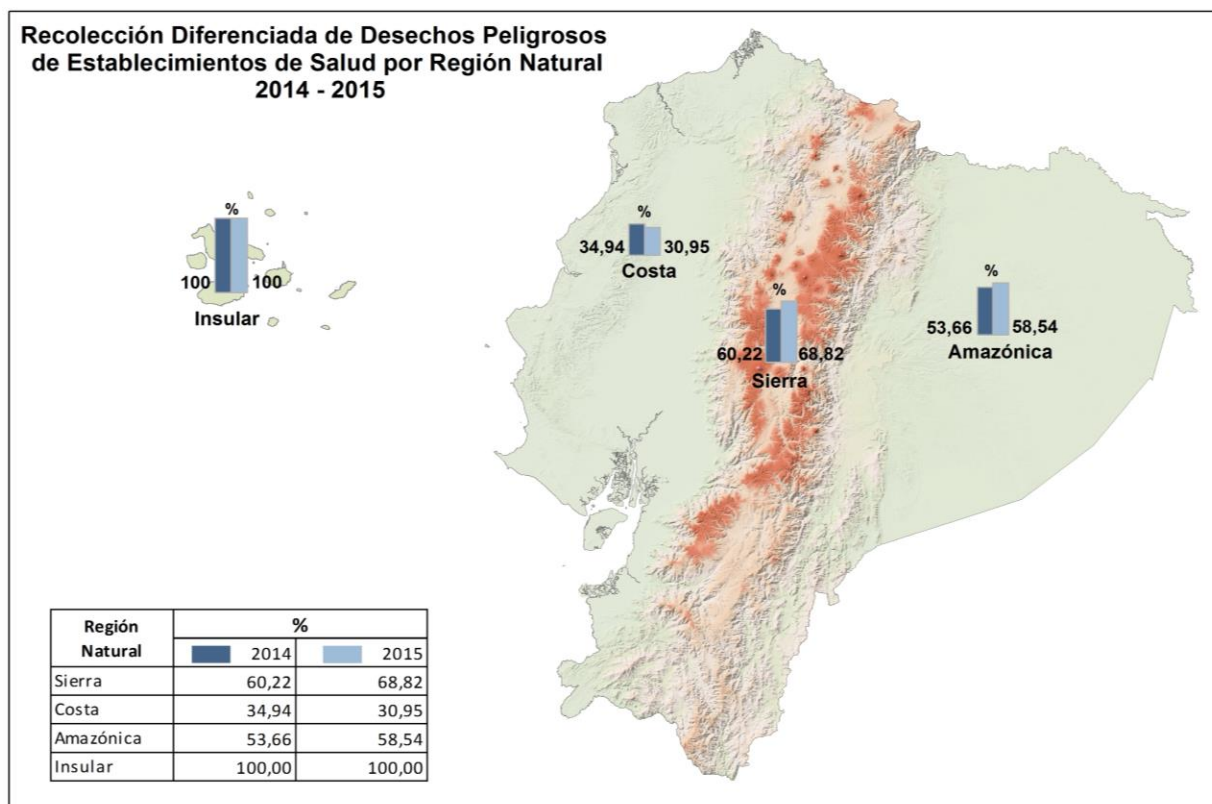 Recolección Diferenciada de Desechos Peligrosos
de Establecimientos de Salud por Región Natural
2014 - 2015
%
100 100
Insular
%
34,94 30,95
Costa
%
60,22 68,82
Sierra
%
53,66 58,54
Amazónica
Región Natural %
2014 2015
Sierra 60,22 68,82
Costa 34,94 30,95
Amazónica 53,66 58,54
Insular 100,00 100,00